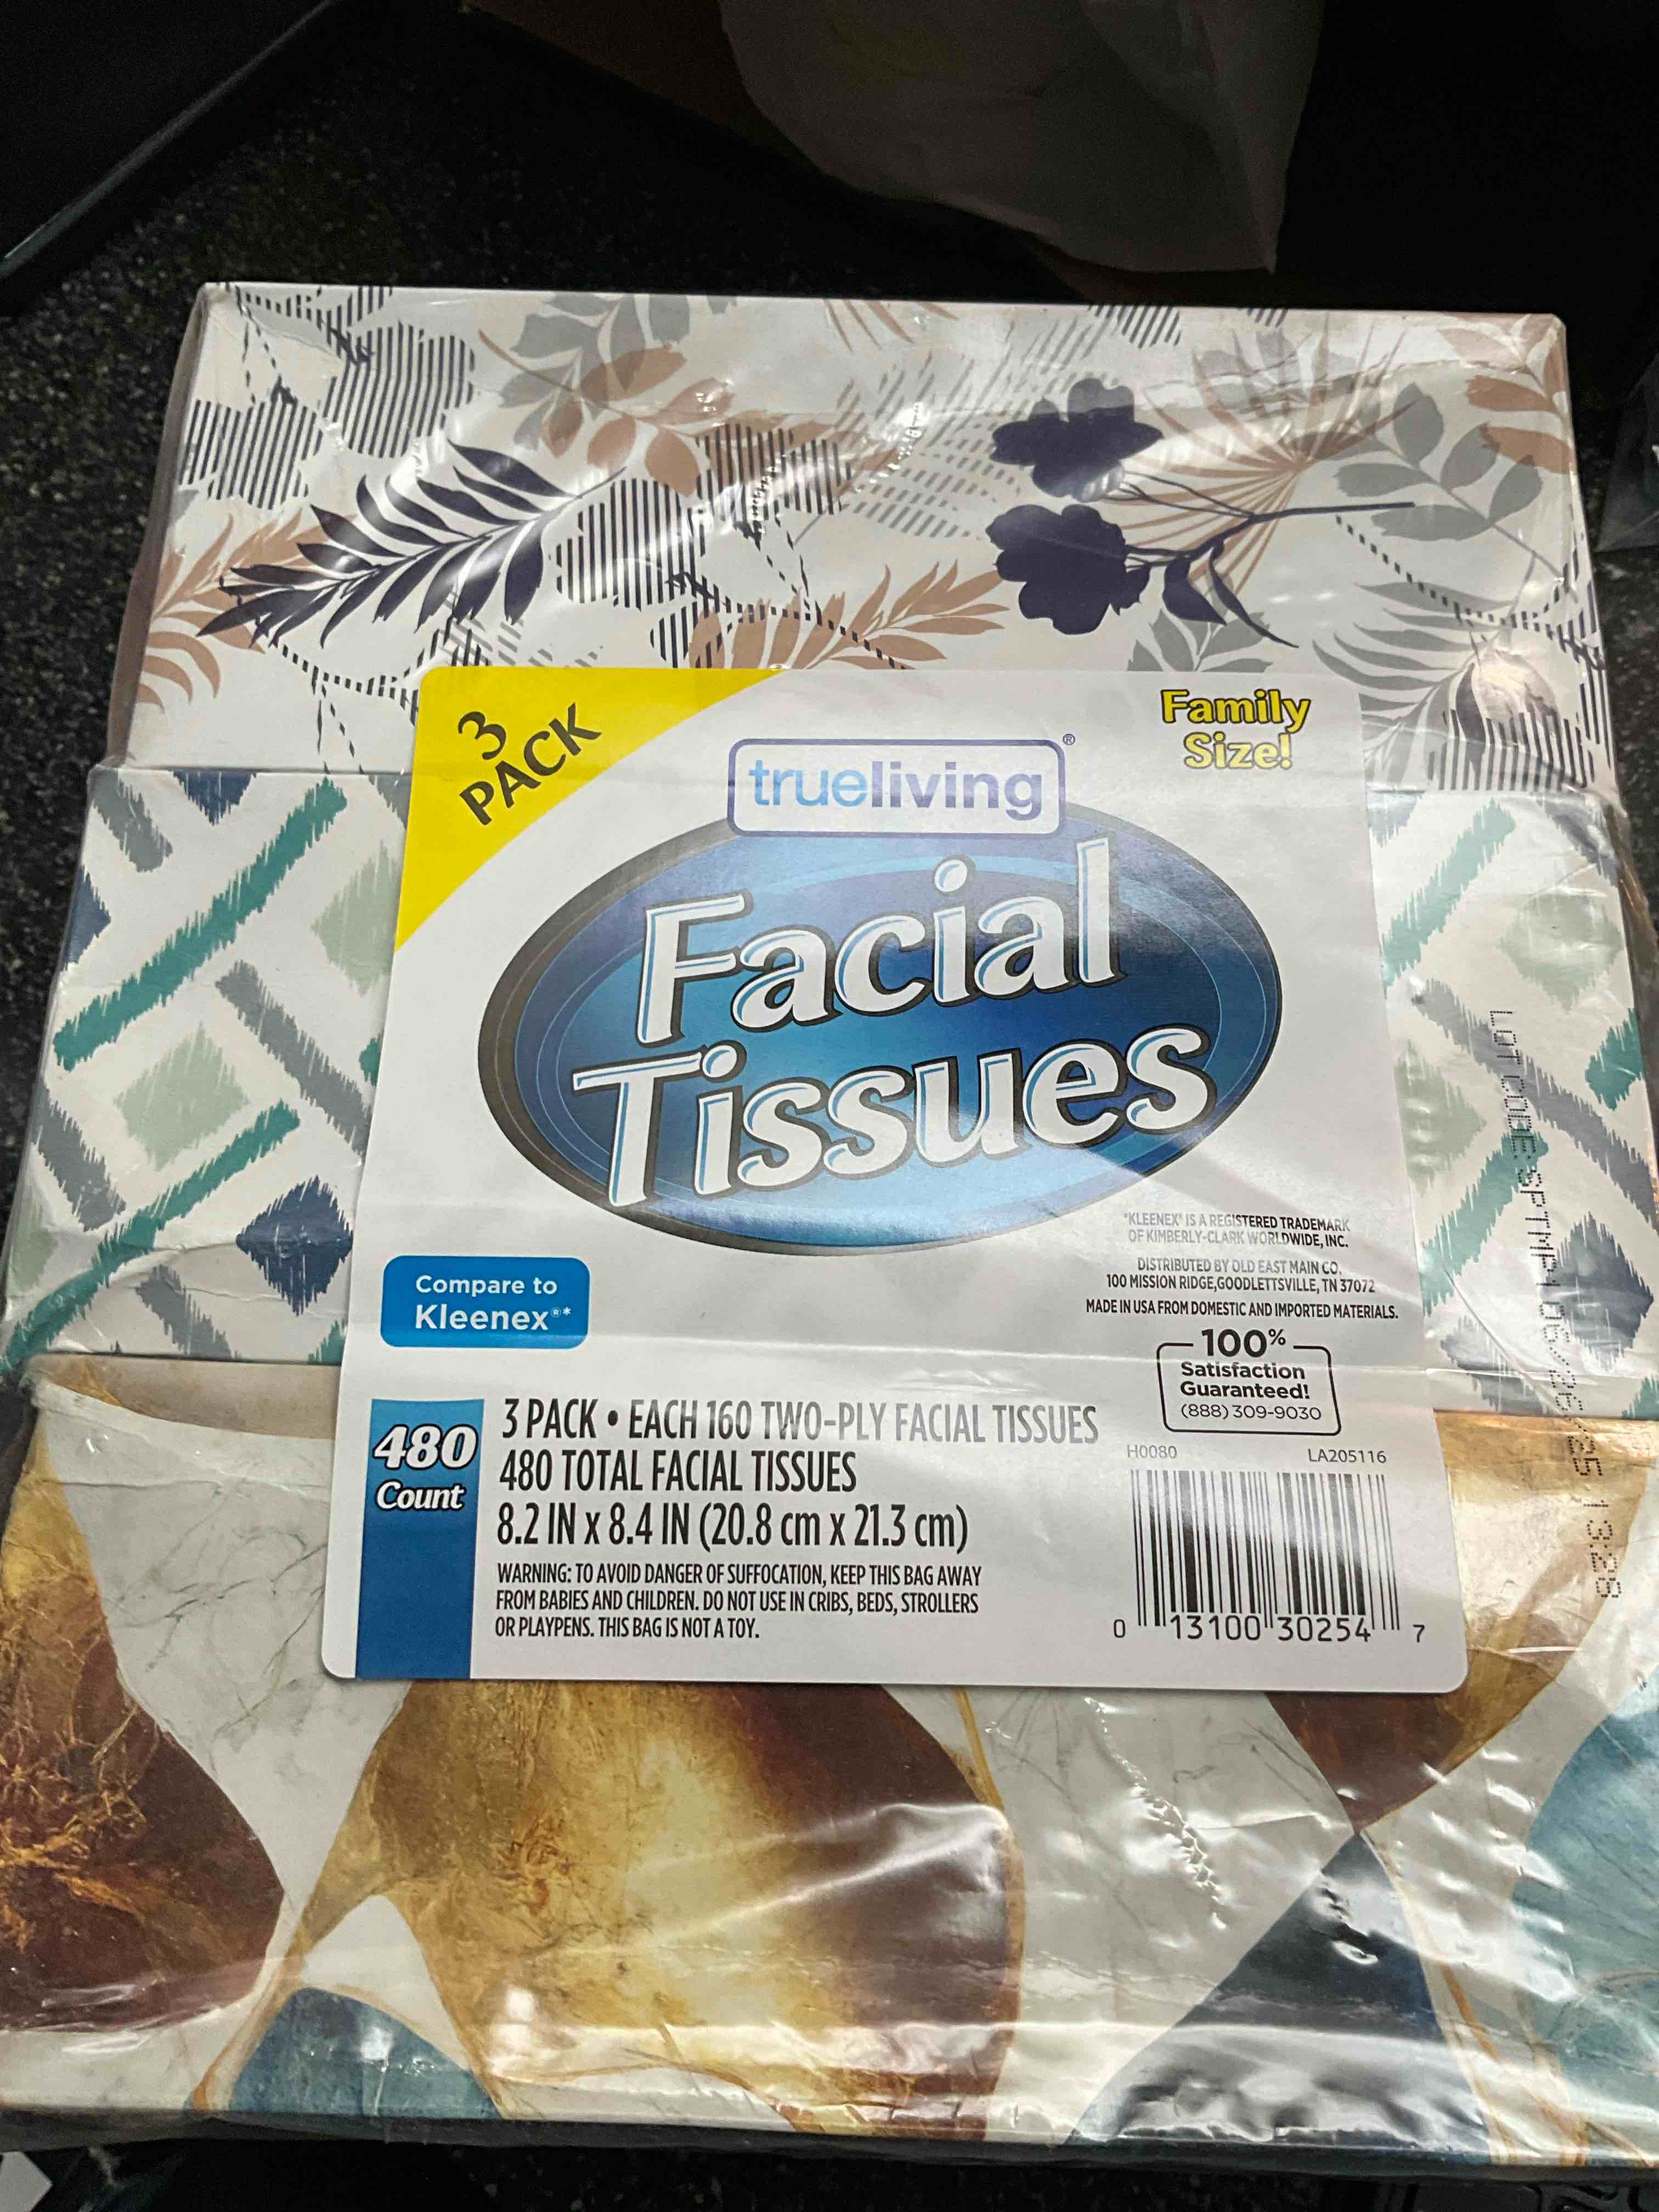 3
PACK
Family
Size!
trueliving®
Facial
Tissues
"KLEENEX" IS A REGISTERED TRADEMARK
OF KIMBERLY-CLARK WORLDWIDE, INC.
DISTRIBUTED BY OLD EAST MAIN CO.
100 MISSION RIDGE,GOODLETTSVILLE, TN 37072
MADE IN USA FROM DOMESTIC AND IMPORTED MATERIALS.
Compare to
Kleenex®*
100%
Satisfaction
Guaranteed!
(888) 309-9030
480
Count
3 PACK • EACH 160 TWO-PLY FACIAL TISSUES
480 TOTAL FACIAL TISSUES
8.2 IN x 8.4 IN (20.8 cm x 21.3 cm)
WARNING: TO AVOID DANGER OF SUFFOCATION, KEEP THIS BAG AWAY
FROM BABIES AND CHILDREN. DO NOT USE IN CRIBS, BEDS, STROLLERS
OR PLAYPENS. THIS BAG IS NOT A TOY.
H0080 LA205116
0 13100 30254 7
LOT CODE: 13:28